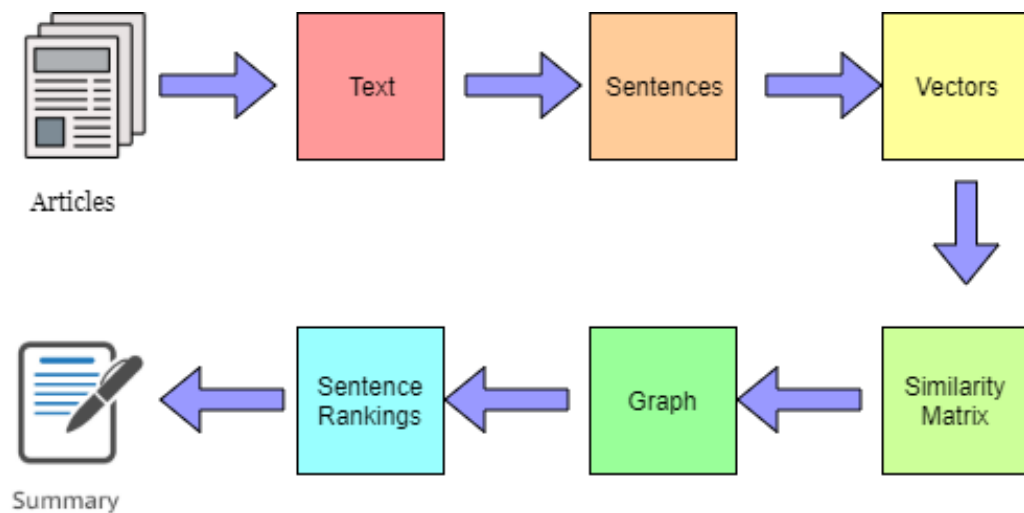 Text
Sentences
Vectors
Articles
Similarity
Matrix
Graph
Sentence
Rankings
Summary